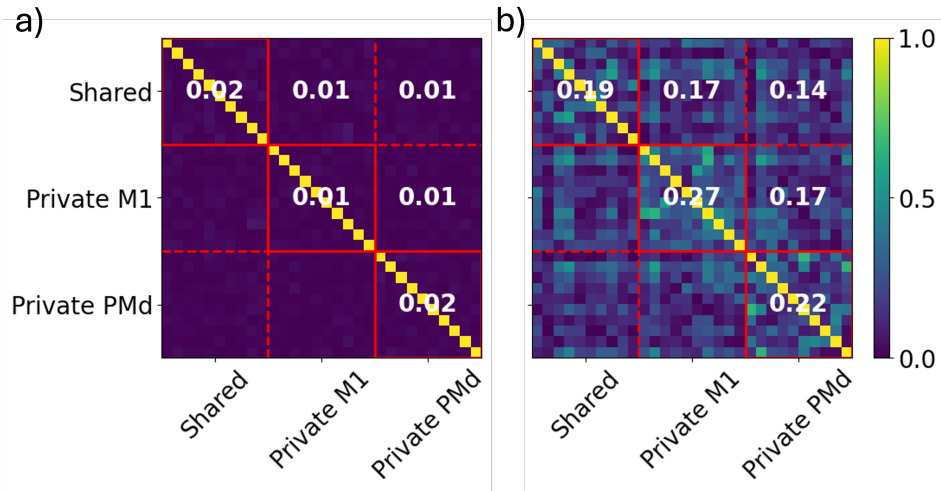 a)
b)
Shared
Private M1
Private PMd
0.02
0.01
0.01
0.01
0.01
0.02
Shared
Private M1
Private PMd
0.19
0.17
0.14
0.27
0.17
0.22
Shared
Private M1
Private PMd
1.0
0.5
0.0